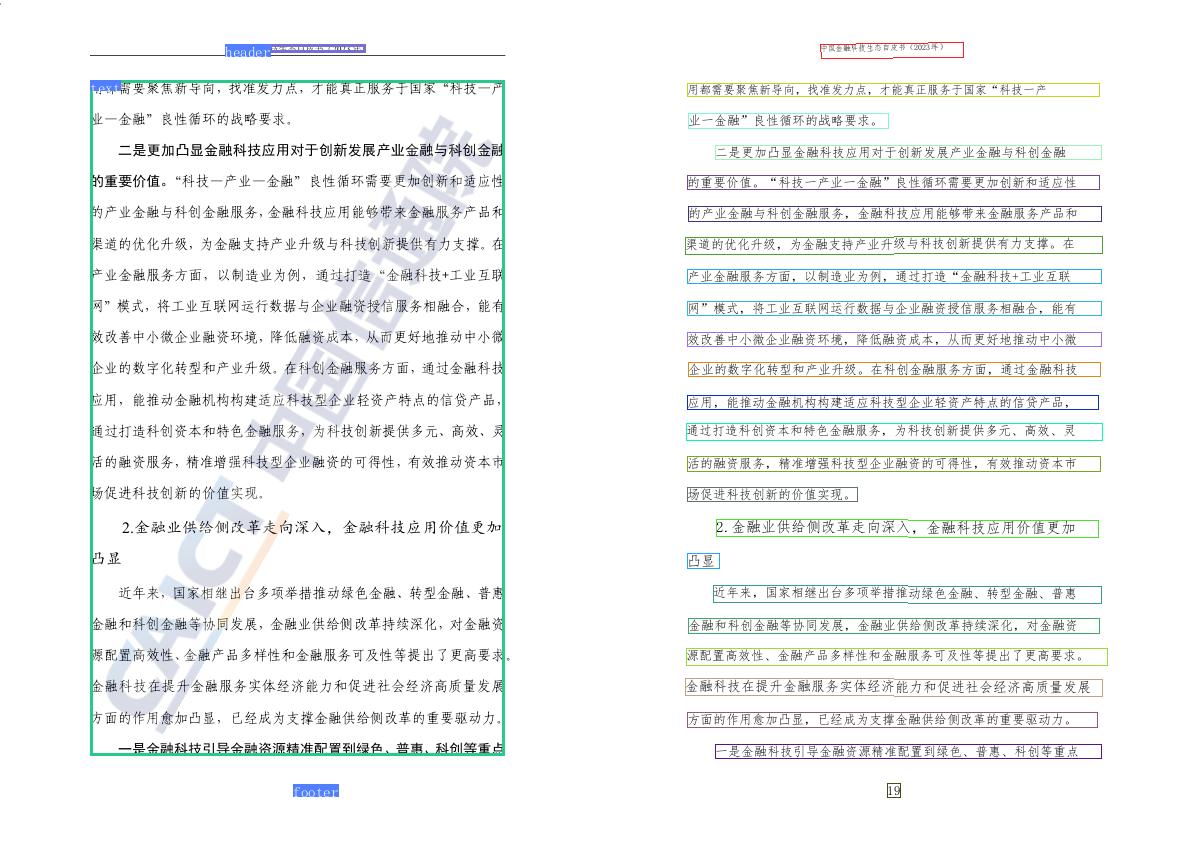 header
text
用都需要聚焦新导向，找准发力点，才能真正服务于国家“科技—产
业—金融”良性循环的战略要求。
二是更加凸显金融科技应用对于创新发展产业金融与科创金融
的重要价值。“科技—产业—金融”良性循环需要更加创新和适应性
的产业金融与科创金融服务，金融科技应用能够带来金融服务产品和
渠道的优化升级，为金融支持产业升级与科技创新提供有力支撑。在
产业金融服务方面，以制造业为例，通过打造“金融科技+工业互联
网”模式，将工业互联网运行数据与企业融资授信服务相融合，能有
效改善中小微企业融资环境，降低融资成本，从而更好地推动中小微
企业的数字化转型和产业升级。在科创金融服务方面，通过金融科技
应用，能推动金融机构构建适应科技型企业轻资产特点的信贷产品，
通过打造科创资本和特色金融服务，为科技创新提供多元、高效、灵
活的融资服务，精准增强科技型企业融资的可得性，有效推动资本市
场促进科技创新的价值实现。
2.金融业供给侧改革走向深入，金融科技应用价值更加
凸显
近年来，国家相继出台多项举措推动绿色金融、转型金融、普惠
金融和科创金融等协同发展，金融业供给侧改革持续深化，对金融资
源配置高效性、金融产品多样性和金融服务可及性等提出了更高要求。
金融科技在提升金融服务实体经济能力和促进社会经济高质量发展
方面的作用愈加凸显，已经成为支撑金融供给侧改革的重要驱动力。
一是金融科技引导金融资源精准配置到绿色、普惠、科创等重点
footer
CAICT 中国信通院
中国金融科技生态白皮书（2023年）
用都需要聚焦新导向，找准发力点，才能真正服务于国家“科技一产
业一金融”良性循环的战略要求。
二是更加凸显金融科技应用对于创新发展产业金融与科创金融
的重要价值。“科技一产业一金融”良性循环需要更加创新和适应性
的产业金融与科创金融服务，金融科技应用能够带来金融服务产品和
渠道的优化升级，为金融支持产业升级与科技创新提供有力支撑。在
产业金融服务方面，以制造业为例，通过打造“金融科技+工业互联
网”模式，将工业互联网运行数据与企业融资授信服务相融合，能有
效改善中小微企业融资环境，降低融资成本，从而更好地推动中小微
企业的数字化转型和产业升级。在科创金融服务方面，通过金融科技
应用，能推动金融机构构建适应科技型企业轻资产特点的信贷产品，
通过打造科创资本和特色金融服务，为科技创新提供多元、高效、灵
活的融资服务，精准增强科技型企业融资的可得性，有效推动资本市
场促进科技创新的价值实现。
2.金融业供给侧改革走向深入，金融科技应用价值更加
凸显
近年来，国家相继出台多项举措推动绿色金融、转型金融、普惠
金融和科创金融等协同发展，金融业供给侧改革持续深化，对金融资
源配置高效性、金融产品多样性和金融服务可及性等提出了更高要求。
金融科技在提升金融服务实体经济能力和促进社会经济高质量发展
方面的作用愈加凸显，已经成为支撑金融供给侧改革的重要驱动力。
一是金融科技引导金融资源精准配置到绿色、普惠、科创等重点
19